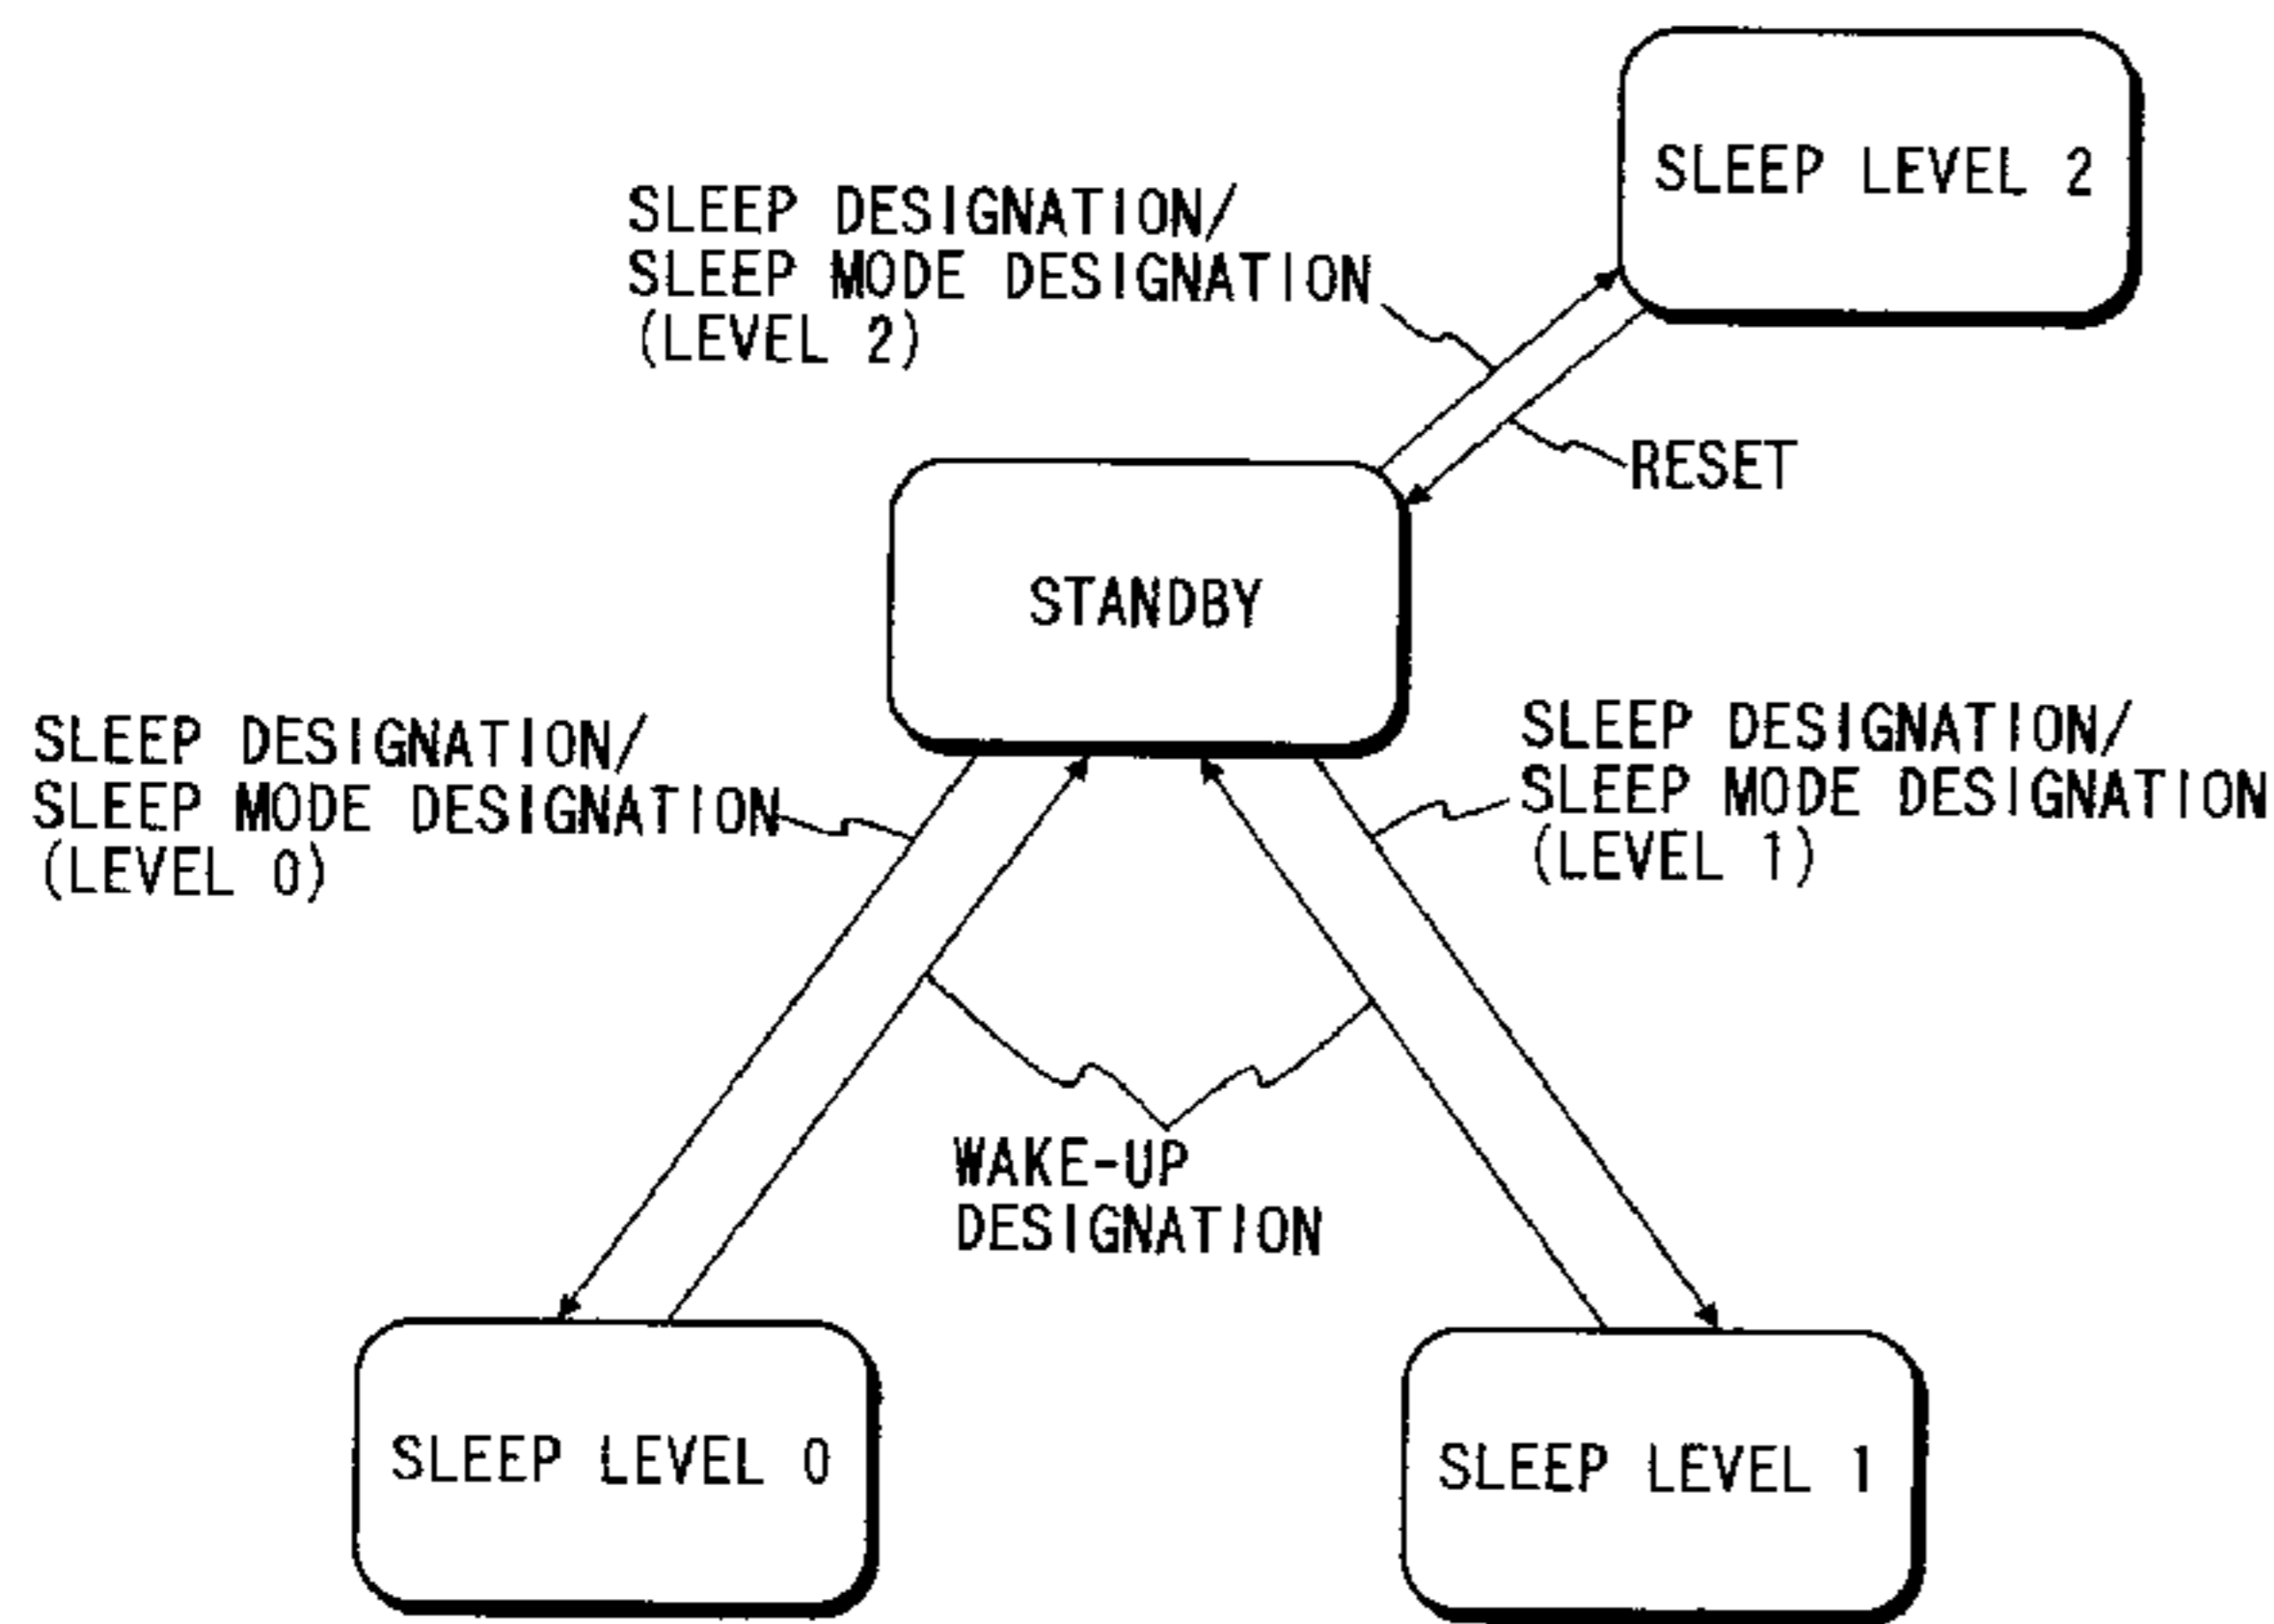 SLEEP LEVEL 2
SLEEP DESIGNATION/
SLEEP MODE DESIGNATION
(LEVEL 2)
RESET
STANDBY
SLEEP DESIGNATION/
SLEEP MODE DESIGNATION
(LEVEL 0)
SLEEP DESIGNATION/
SLEEP MODE DESIGNATION
(LEVEL 1)
WAKE-UP
DESIGNATION
SLEEP LEVEL 0
SLEEP LEVEL 1